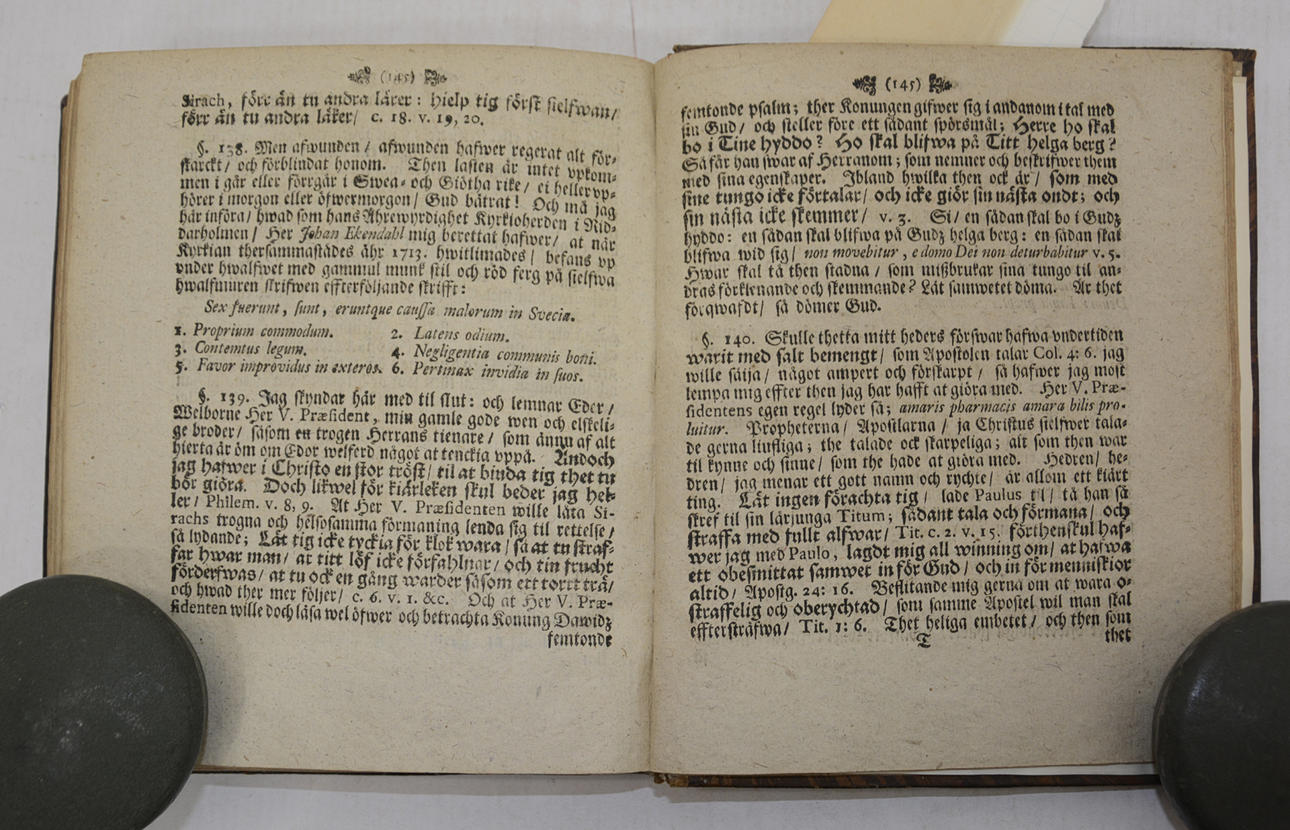 (145)
Sirach, förr än tu andra lärer: hielp tig först sielfwan/
förr än tu andra läker/ c. 18. v. 19, 20.
§. 138. Men afwunden/ afwunden hafwer regerat alt för-
starckt/ och förblindat honom. Then lasten är intet vpkom-
men i går eller förrgår i Swea- och Giötha rike/ ei heller vp-
hörer i morgon eller öfwermorgon/ Gud bätrat! Och må jag
här införa/ hwad som hans Ährewyrdighet Kyrkioherden i Rid-
darholmen/ Her Johan Ekendahl mig berettat hafwer/ at när
Kyrkian thersammastädes åhr 1713. hwitlimades/ befans vp
vnder hwalfwet med gammul munk stil och röd ferg på sielfwa
hwalfmuren skrifwen effterföljande skrifft:
Sex fuerunt, sunt, eruntque caussæ malorum in Svecia.
1. Proprium commodum. 2. Latens odium.
3. Contemtus legum. 4. Negligentia communis boni.
5. Favor improvidus in exteros. 6. Pertinax invidia in suos.
§. 139. Jag skyndar här med til slut: och lemnar Eder/
Welborne Her V. Præsident, min gamle gode wen och elskeli-
ge broder/ såsom en trogen Herrans tienare/ som ännu af alt
hierta är öm om Edor welferd något at tenckia vppå. Ändoch
jag hafwer i Christo en stor tröst/ til at biuda tig thet tu
bör giöra. Doch likwel för kiärleken skul beder jag hel-
ler/ Philem. v. 8, 9. At Her V. Præsidenten wille låta Si-
rachs trogna och helsosamma förmaning lenda sig til rettelse/
så lydande; Låt tig icke tyckia för klok wara/ så at tu straf-
far hwar man/ at titt löf icke förfahlnar/ och tin frucht
förderfwas/ at tu ock en gång warder såsom ett torrt trä/
och hwad ther mer följer/ c. 6. v. 1. &c. Och at Her V. Præ-
sidenten wille doch läsa wel öfwer och betrachta Konung Dawidz
femtonde
(145)
femtonde psalm; ther Konungen gifwer sig i andanom i tal med
sin Gud/ och steller före ett sådant spörsmål; Herre ho skal
bo i Tine hyddo? Ho skal blifwa på Titt helga berg?
Så får han swar af Herranom; som nemner och beskrifwer them
med sina egenskaper. Ibland hwilka then ock är/ som med
sine tungo icke förtalar/ och icke giör sin nästa ondt; och
sin nästa icke skemmer/ v. 3. Si/ en sådan skal bo i Gudz
hyddo: en sådan skal blifwa på Gudz helga berg: en sådan skal
blifwa wid sig/ non movebitur, e domo Dei non deturbabitur v. 5.
Hwar skal tå then stadna/ som mißbrukar sina tungo til an-
dras förklenande och skemmande? Låt samwetet döma. Är thet
förqwafdt/ så dömer Gud.
§. 140. Skulle thetta mitt heders förswar hafwa vndertiden
warit med salt bemengt/ som Apostolen talar Col. 4: 6. jag
wille säija/ något ampert och förskarpt/ så hafwer jag most
lempa mig effter then jag har hafft at giöra med. Her V. Præ-
sidentens egen regel lyder så; amaris pharmacis amara bilis pro-
luitur. Propheterna/ Apostlarna/ ja Christus sielfwer tala-
de gerna liufliga; the talade ock skarpeliga; alt som then war
til kynne och sinne/ som the hade at giöra med. Hedren/ he-
dren/ jag menar ett gott namn och rychte/ är allom ett kiärt
ting. Låt ingen förachta tig/ sade Paulus til/ tå han så
skref til sin lärjunga Titum; sådant tala och förmana/ och
straffa med fullt alfwar/ Tit. c. 2. v. 15. förthenskul haf-
wer jag med Paulo, lagdt mig all winning om/ at hafwa
ett obesmittat samwet in för Gud/ och in för menniskior
altid/ Apostg. 24: 16. Beflitande mig gerna om at wara o-
straffelig och oberychtad/ som samme Apostel wil man skal
efftersträfwa/ Tit. 1: 6. Thet heliga embetet/ och then som
T thet